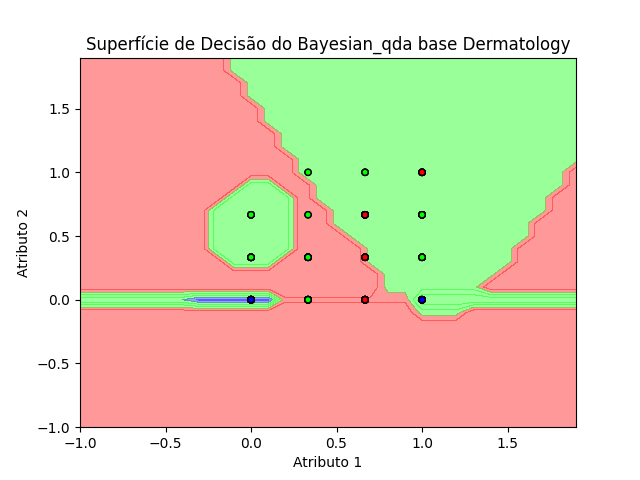 Superfície de Decisão do Bayesian_qda base Dermatology
Atributo 2
1.5
1.0
0.5
0.0
−0.5
−1.0
−1.0 −0.5 0.0 0.5 1.0 1.5
Atributo 1